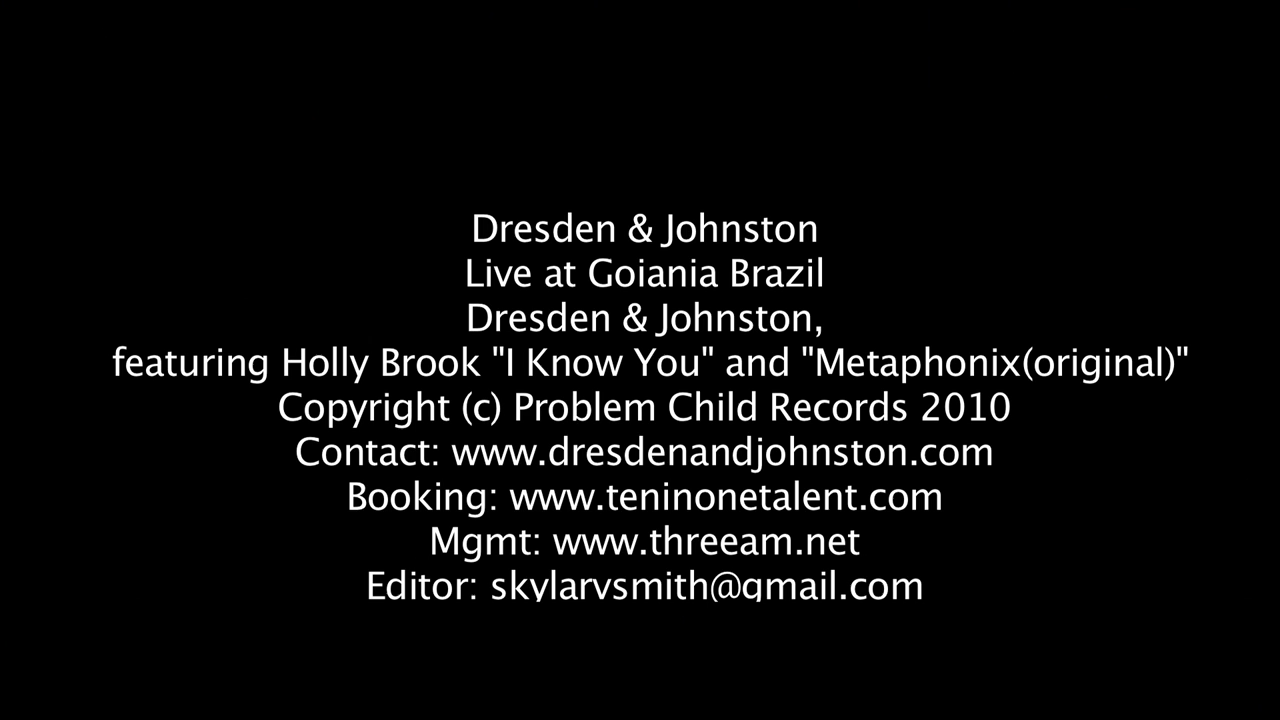 Dresden & Johnston
Live at Goiania Brazil
Dresden & Johnston,
featuring Holly Brook "I Know You" and "Metaphonix(original)"
Copyright (c) Problem Child Records 2010
Contact: www.dresdenandjohnston.com
Booking: www.teninonetalent.com
Mgmt: www.threeam.net
Editor: skylarvsmith@gmail.com